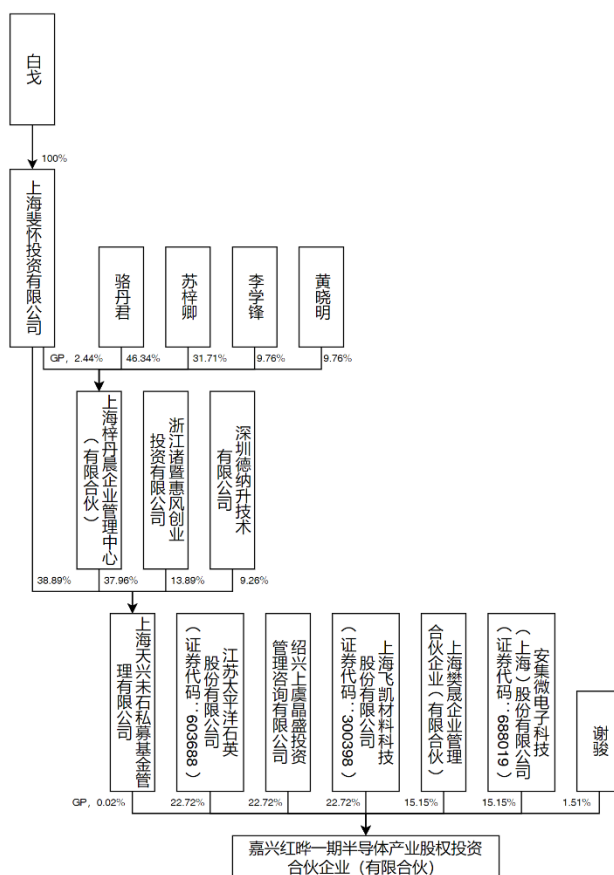 白戈
100%
上海斐怀投资有限公司
骆丹君
苏梓卿
李学锋
黄晓明
GP，2.44%
46.34%
31.71%
9.76%
9.76%
上海梓丹晨企业管理中心
（有限合伙）
浙江诸暨惠风创业
投资有限公司
深圳德纳升技术
有限公司
38.89%
37.96%
13.89%
9.26%
上海天兴未石私募基金管
理有限公司
江苏太平洋石英
股份有限公司
（证券代码：603688）
绍兴上虞晶盛投资
管理咨询有限公司
上海飞凯材料科技
股份有限公司
（证券代码：300398）
上海樊晟企业管理
合伙企业（有限合伙）
安集微电子科技
（上海）股份有限公司
（证券代码：688019）
谢骏
GP，0.02%
22.72%
22.72%
22.72%
15.15%
15.15%
1.51%
嘉兴红晔一期半导体产业股权投资
合伙企业（有限合伙）